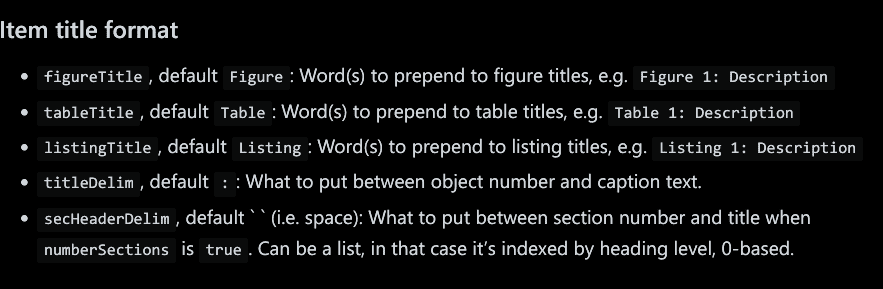 Item title format
• figureTitle, default Figure: Word(s) to prepend to figure titles, e.g. Figure 1: Description
• tableTitle, default Table: Word(s) to prepend to table titles, e.g. Table 1: Description
• listingTitle, default Listing: Word(s) to prepend to listing titles, e.g. Listing 1: Description
• titleDelim, default :: What to put between object number and caption text.
• secHeaderDelim, default ` ` (i.e. space): What to put between section number and title when
numberSections is true. Can be a list, in that case it’s indexed by heading level, 0-based.